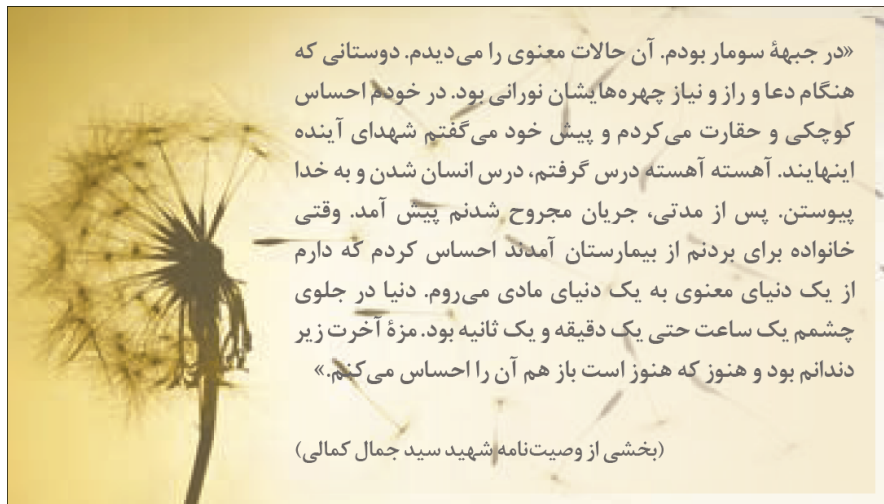 «در جبههٔ سومار بودم. آن حالات معنوی را می‌دیدم. دوستانی که
هنگام دعا و راز و نیاز چهره‌هایشان نورانی بود. در خودم احساس
کوچکی و حقارت می‌کردم و پیش خود می‌گفتم شهدای آینده
اینهایند. آهسته آهسته درس گرفتم، درس انسان شدن و به خدا
پیوستن. پس از مدتی، جریان مجروح شدنم پیش آمد. وقتی
خانواده برای بردنم از بیمارستان آمدند احساس کردم که دارم
از یک دنیای معنوی به یک دنیای مادی می‌روم. دنیا در جلوی
چشمم یک ساعت حتی یک دقیقه و یک ثانیه بود. مزهٔ آخرت زیر
دندانم بود و هنوز که هنوز است باز هم آن را احساس می‌کنم.»
(بخشی از وصیت‌نامه شهید سید جمال کمالی)